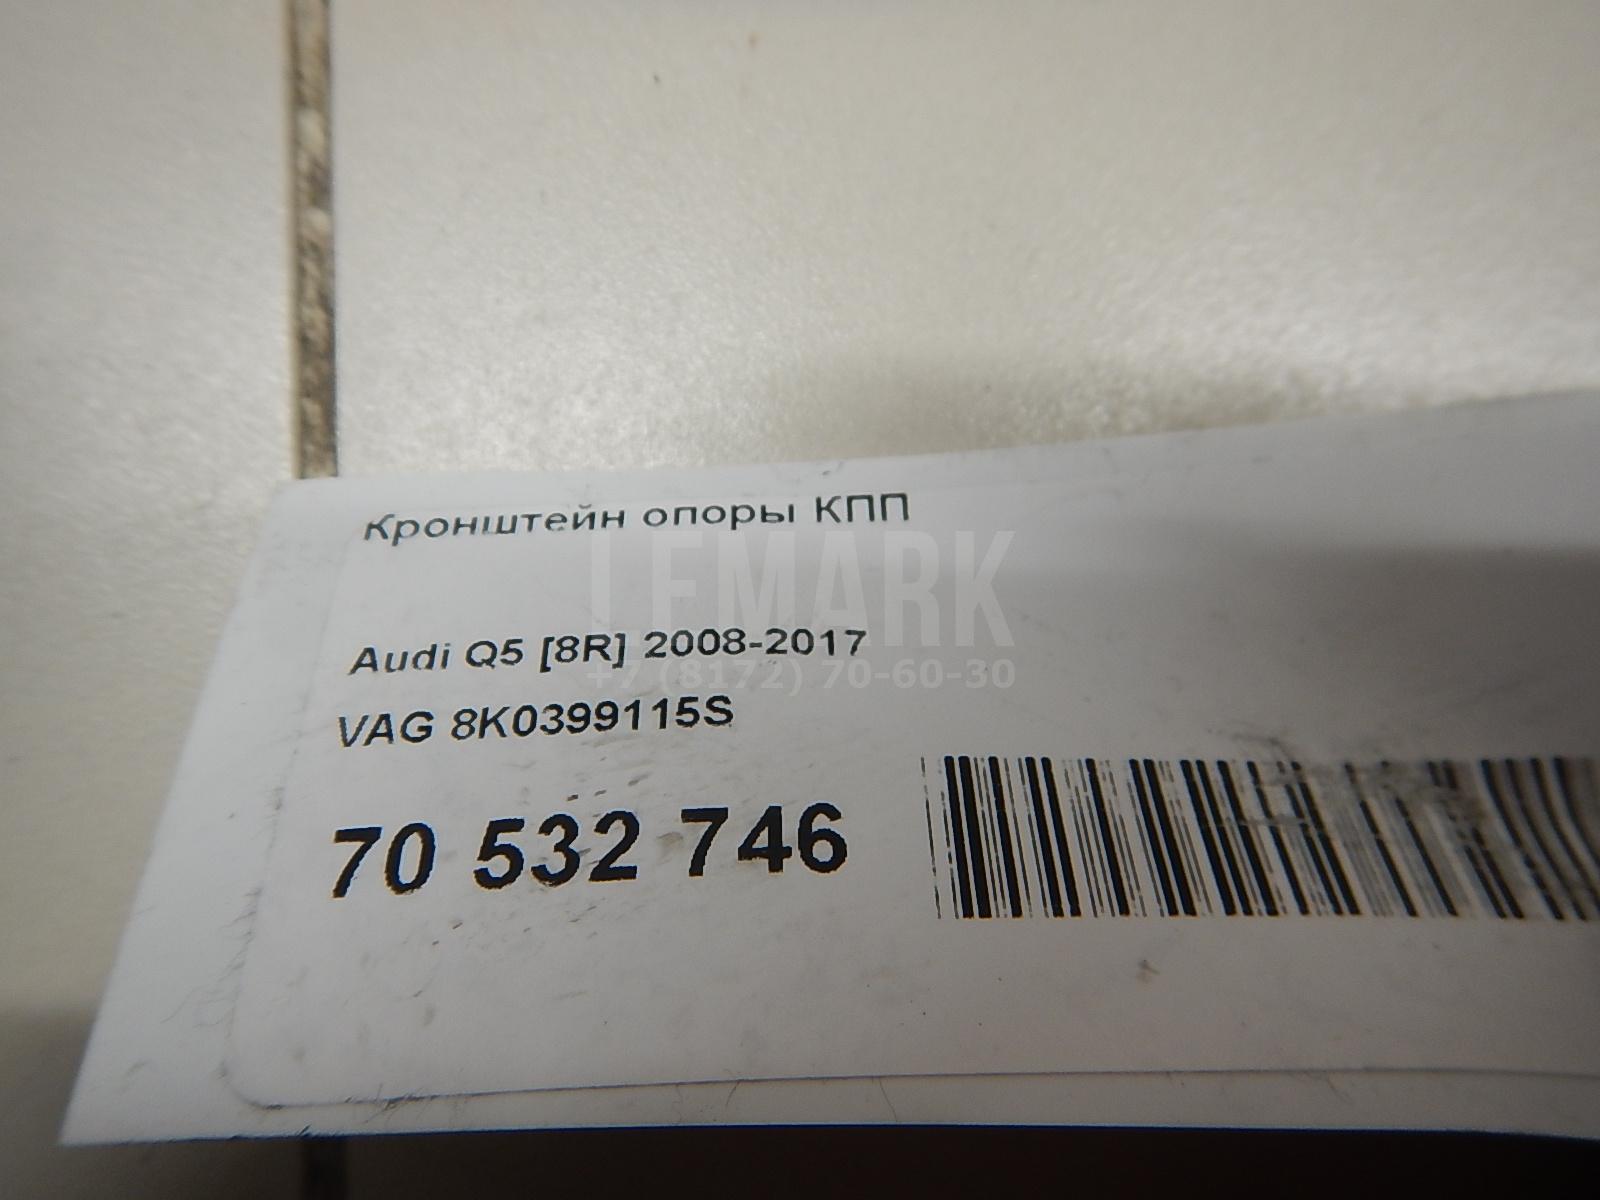 Кронштейн опоры КПП
LEMARK
Audi Q5 [8R] 2008-2017
+7 (8172) 70-60-30
VAG 8K0399115S
70 532 746